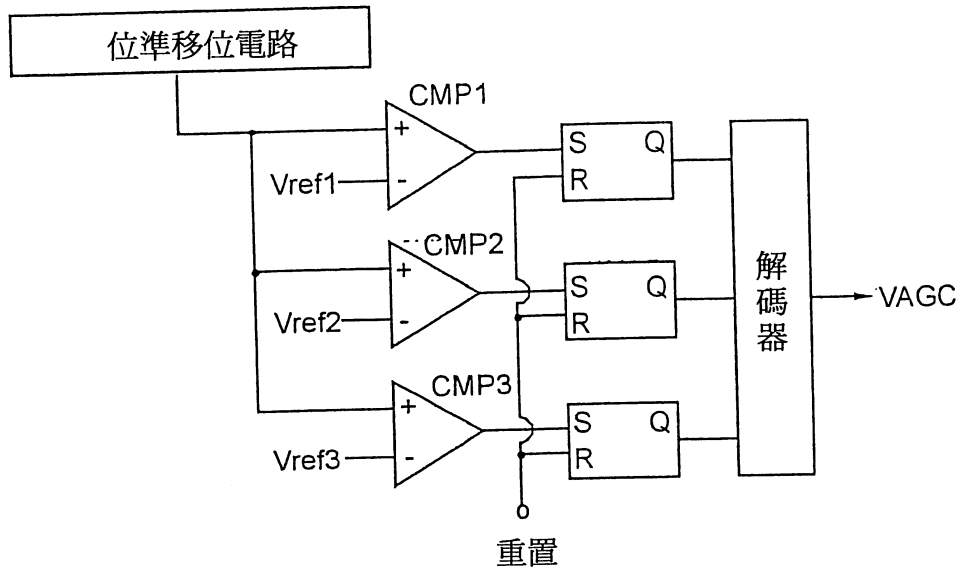 位準移位電路
CMP1
+
Vref1
-
S
Q
R
CMP2
+
Vref2
-
S
Q
R
解碼器
VAGC
CMP3
+
Vref3
-
S
Q
R
重置